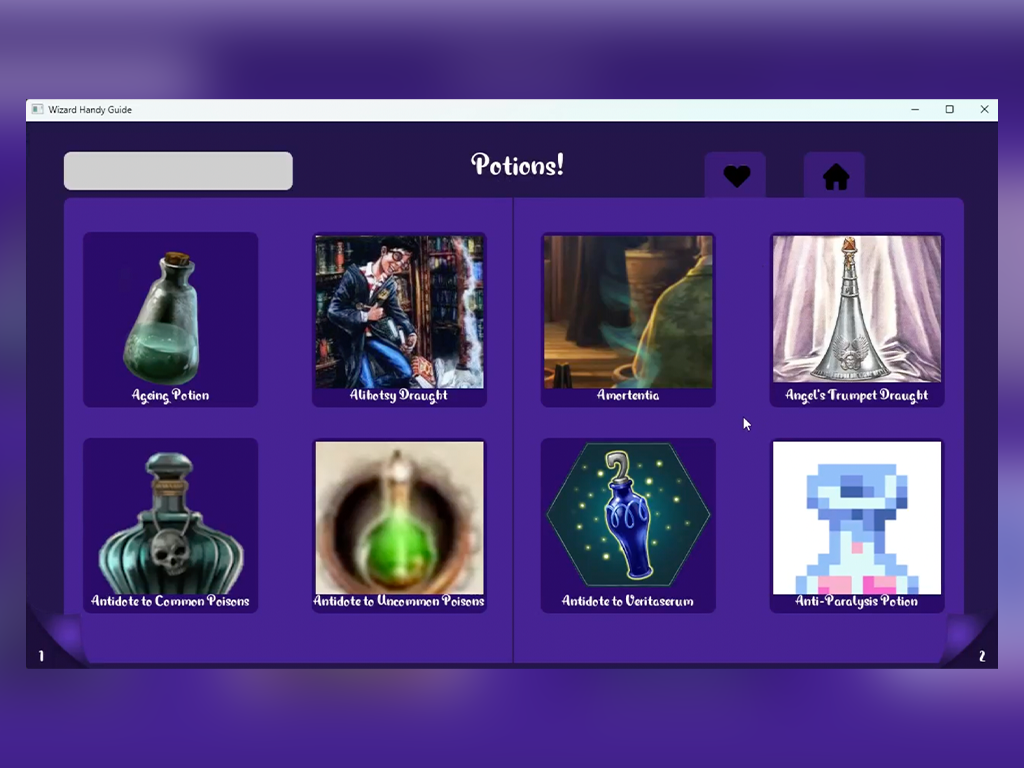 Wizard Handy Guide
Potions!
Ageing Potion
Alihotsy Draught
Amortentia
Angel's Trumpet Draught
Antidote to Common Poisons
Antidote to Uncommon Poisons
Antidote to Veritaserum
Anti-Paralysis Potion
1
2